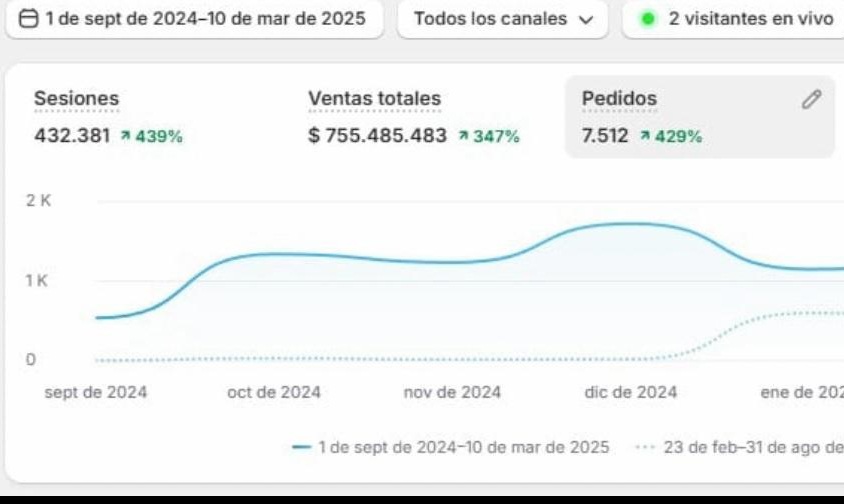 1 de sept de 2024–10 de mar de 2025 Todos los canales 2 visitantes en vivo
Sesiones Ventas totales Pedidos
432.381 439% $ 755.485.483 347% 7.512 429%
2 K
1 K
0
sept de 2024 oct de 2024 nov de 2024 dic de 2024 ene de 202
1 de sept de 2024–10 de mar de 2025 23 de feb–31 de ago de